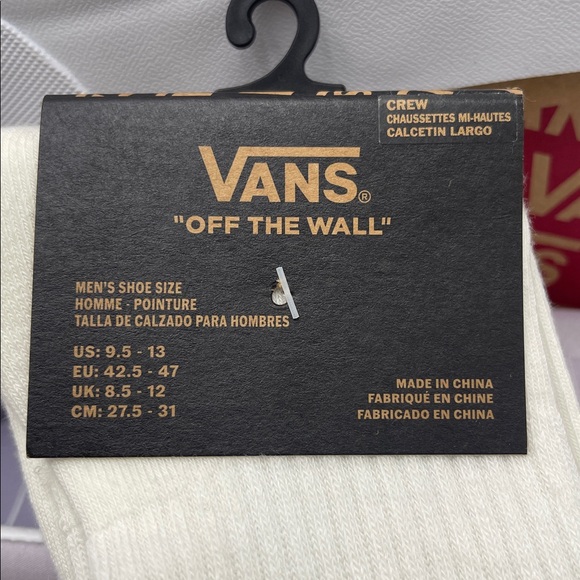 CREW
CHAUSSETTES MI-HAUTES
CALCETIN LARGO
VANS®
"OFF THE WALL"
MEN'S SHOE SIZE
HOMME - POINTURE
TALLA DE CALZADO PARA HOMBRES
US: 9.5 - 13
EU: 42.5 - 47
UK: 8.5 - 12
CM: 27.5 - 31
MADE IN CHINA
FABRIQUÉ EN CHINE
FABRICADO EN CHINA